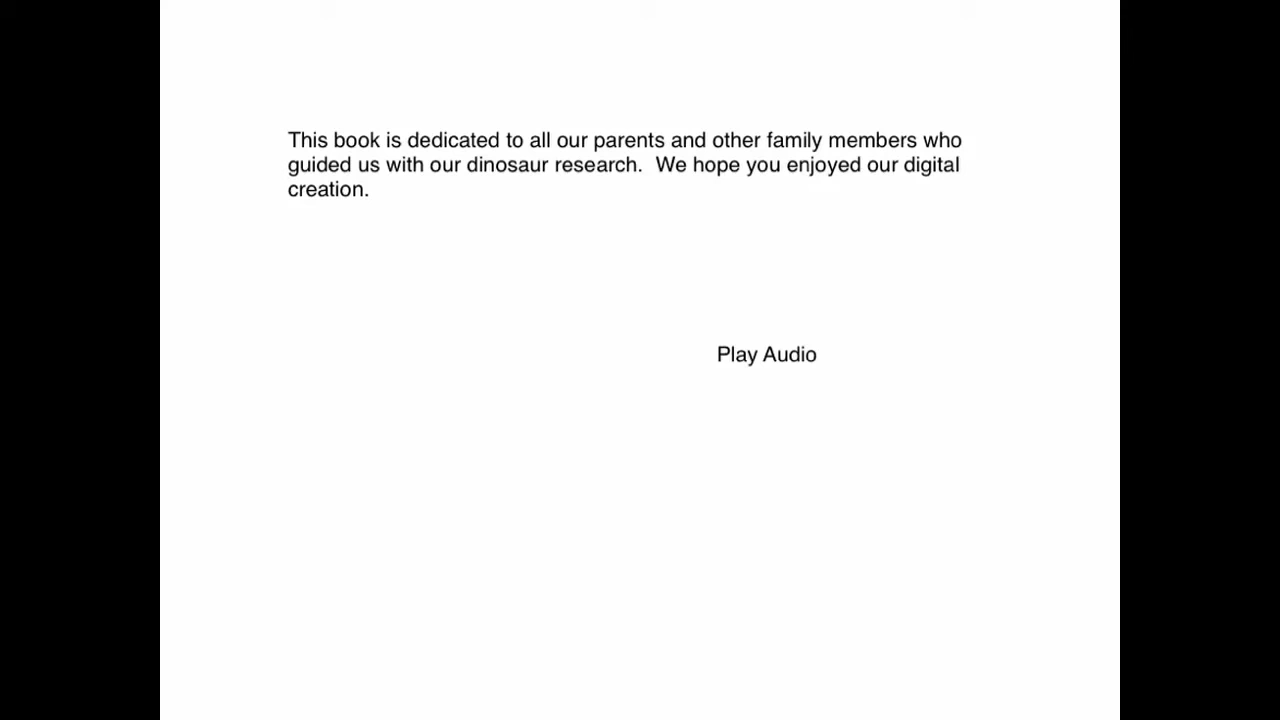 This book is dedicated to all our parents and other family members who
guided us with our dinosaur research.  We hope you enjoyed our digital
creation.
Play Audio